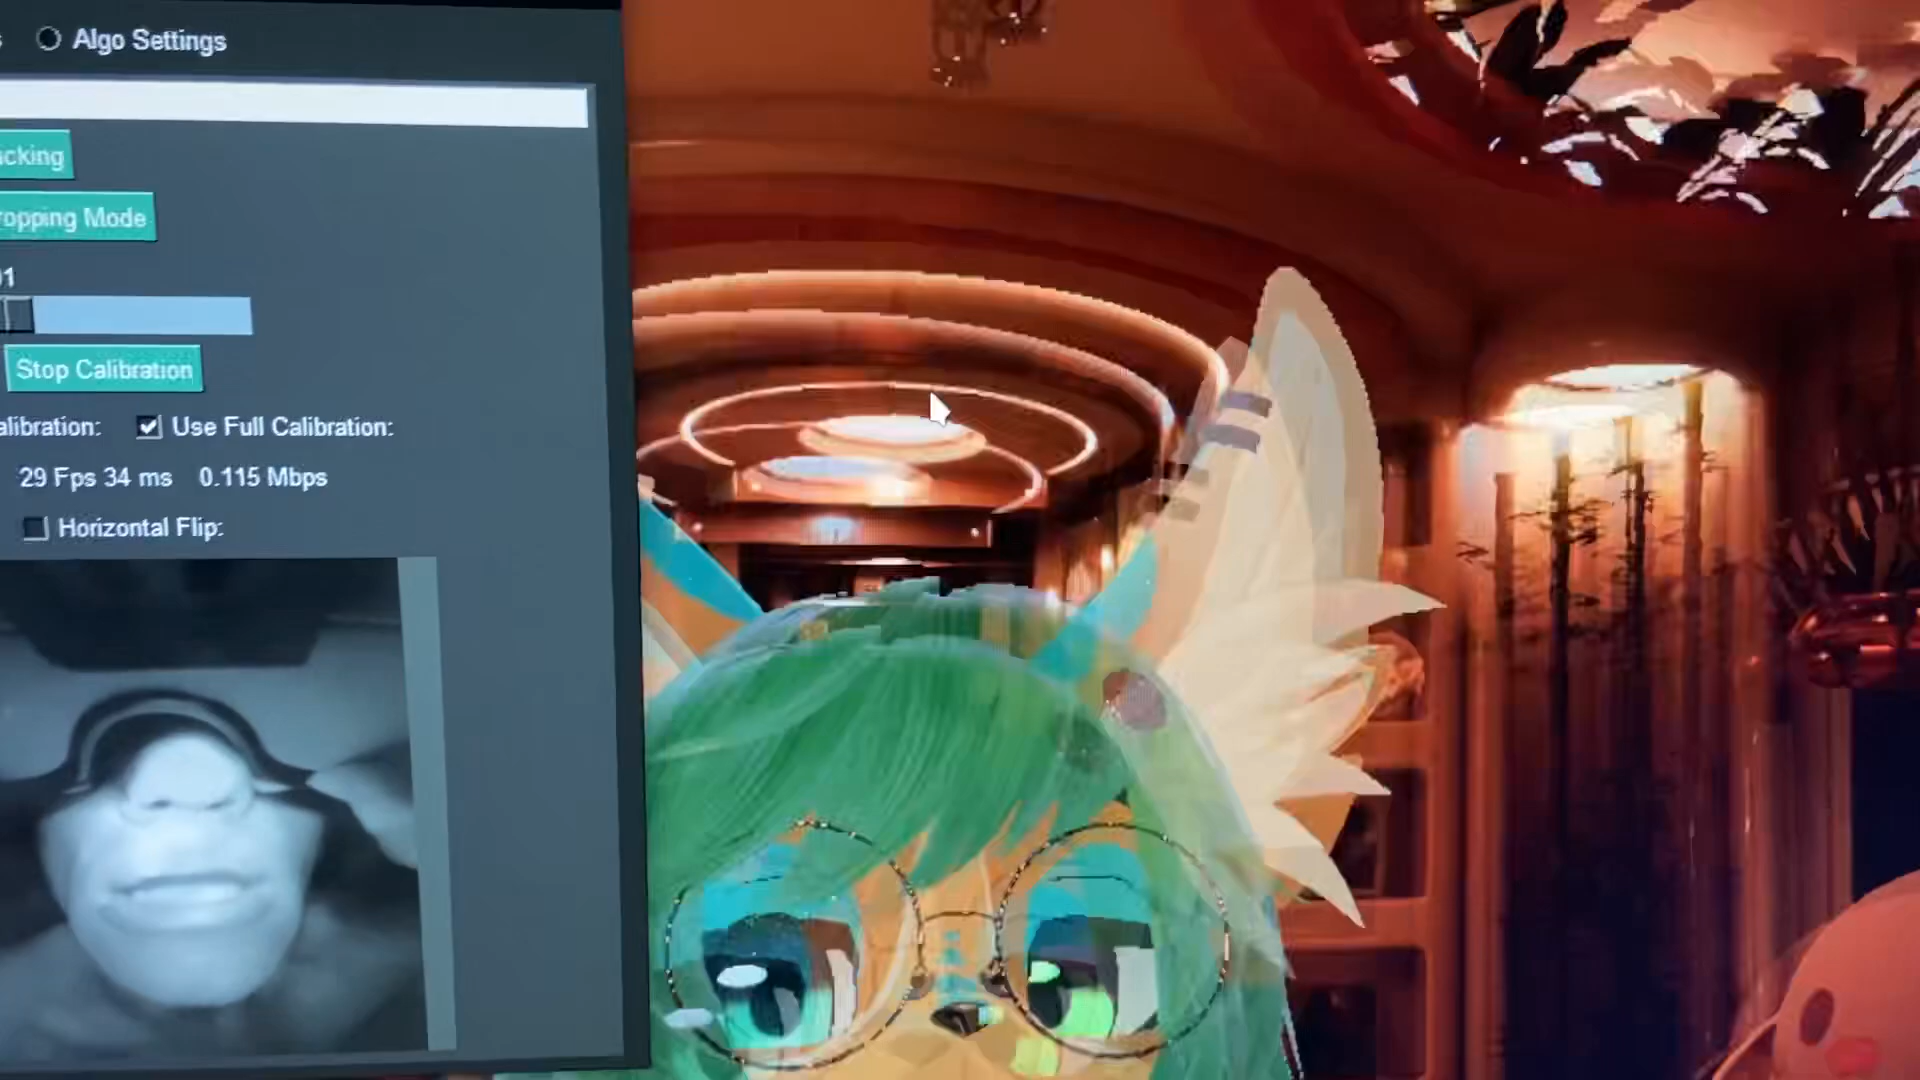 Algo Settings
opping Mode
Stop Calibration
alibration: Use Full Calibration:
29 Fps 34 ms 0.115 Mbps
Horizontal Flip: